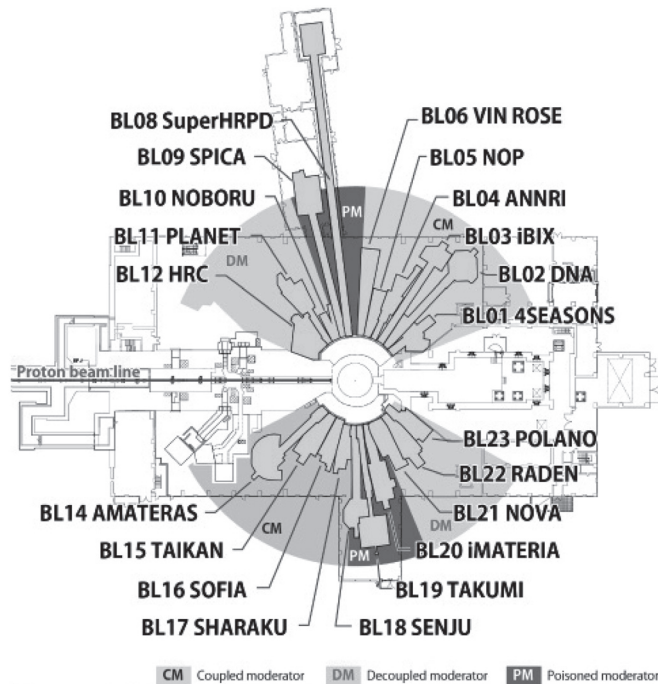 BL08 SuperHRPD
BL06 VIN ROSE
BL09 SPICA
BL05 NOP
BL10 NOBORU
PM
BL04 ANNRI
CM
BL11 PLANET
BL03 iBIX
DM
BL12 HRC
BL02 DNA
BL01 4SEASONS
Proton beam line
BL23 POLANO
BL22 RADEN
BL14 AMATERAS
CM
BL21 NOVA
DM
BL15 TAIKAN
PM
BL20 iMATERIA
BL16 SOFIA
BL19 TAKUMI
BL17 SHARAKU
BL18 SENJU
CM Coupled moderator DM Decoupled moderator PM Poisoned moderator